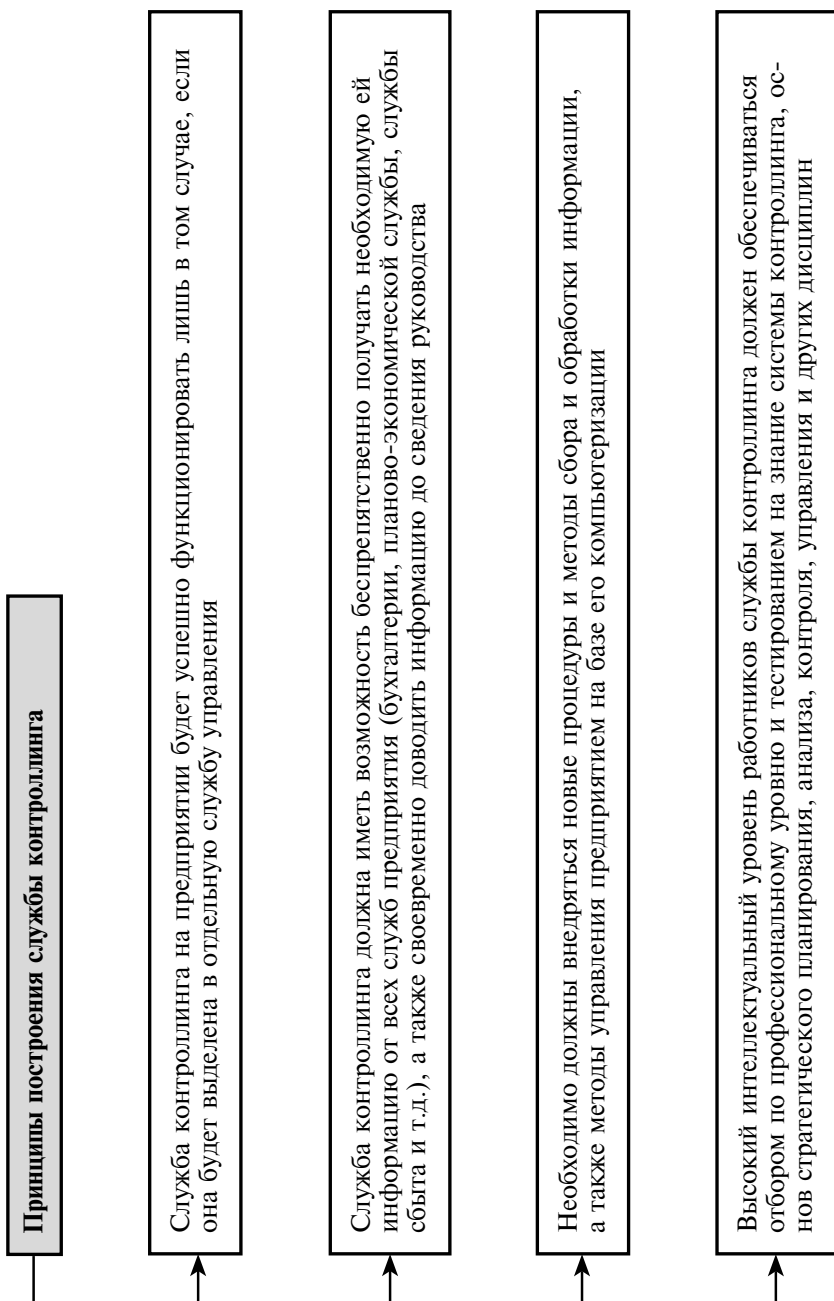 Принципы построения службы контроллинга
Служба контроллинга на предприятии будет успешно функционировать лишь в том случае, если
она будет выделена в отдельную службу управления
Служба контроллинга должна иметь возможность беспрепятственно получать необходимую ей
информацию от всех служб предприятия (бухгалтерии, планово-экономической службы, службы
сбыта и т.д.), а также своевременно доводить информацию до сведения руководства
Необходимо должны внедряться новые процедуры и методы сбора и обработки информации,
а также методы управления предприятием на базе его компьютеризации
Высокий интеллектуальный уровень работников службы контроллинга должен обеспечиваться
отбором по профессиональному уровню и тестированием на знание системы контроллинга, ос-
нов стратегического планирования, анализа, контроля, управления и других дисциплин